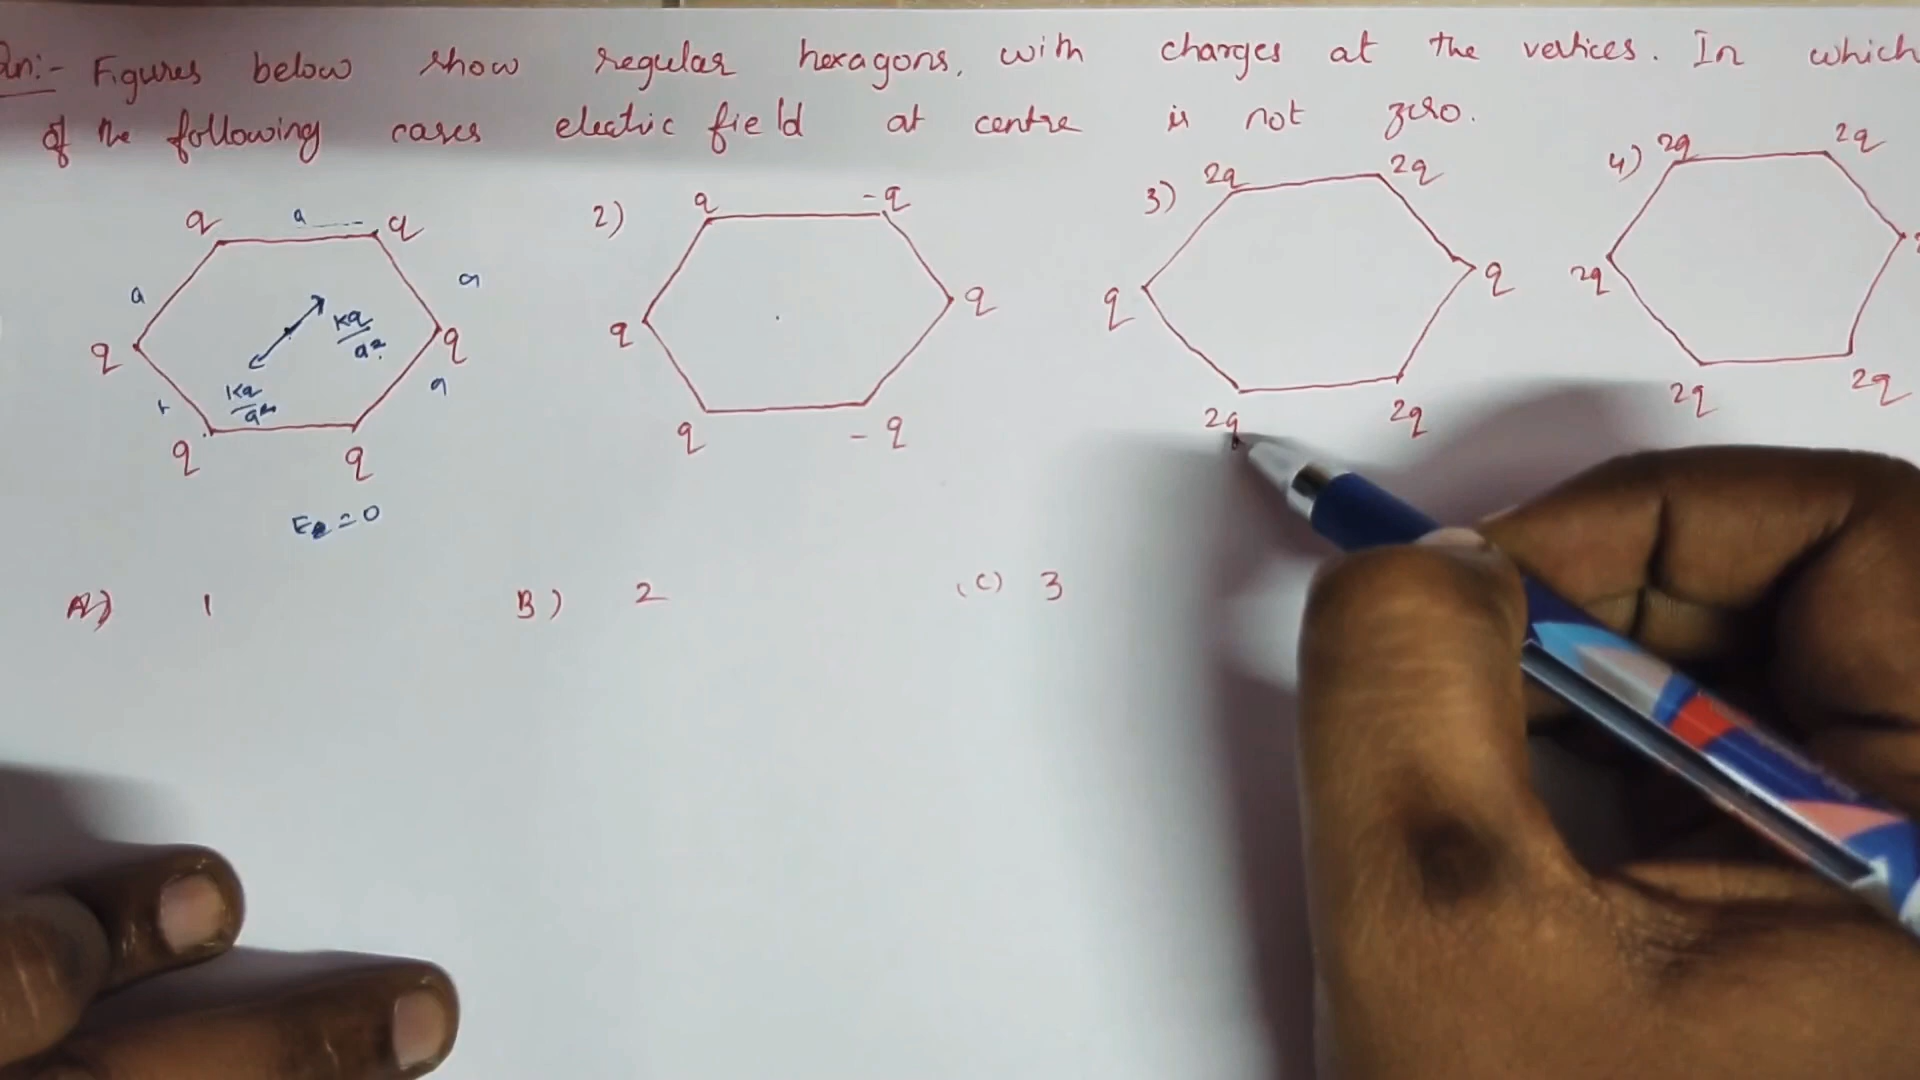 Qn:- Figures below show regular hexagons, with charges at the vertices. In which
of the following cases electric field at centre is not zero.
q a q
a a
q q
Kq/a²
Kq/a²
r a
q q
E = 0
2) q -q
q q
q -q
3) 2q 2q
q q
2q 2q
4) 2q 2q
2q
2q 2q
A) 1 B) 2 (C) 3